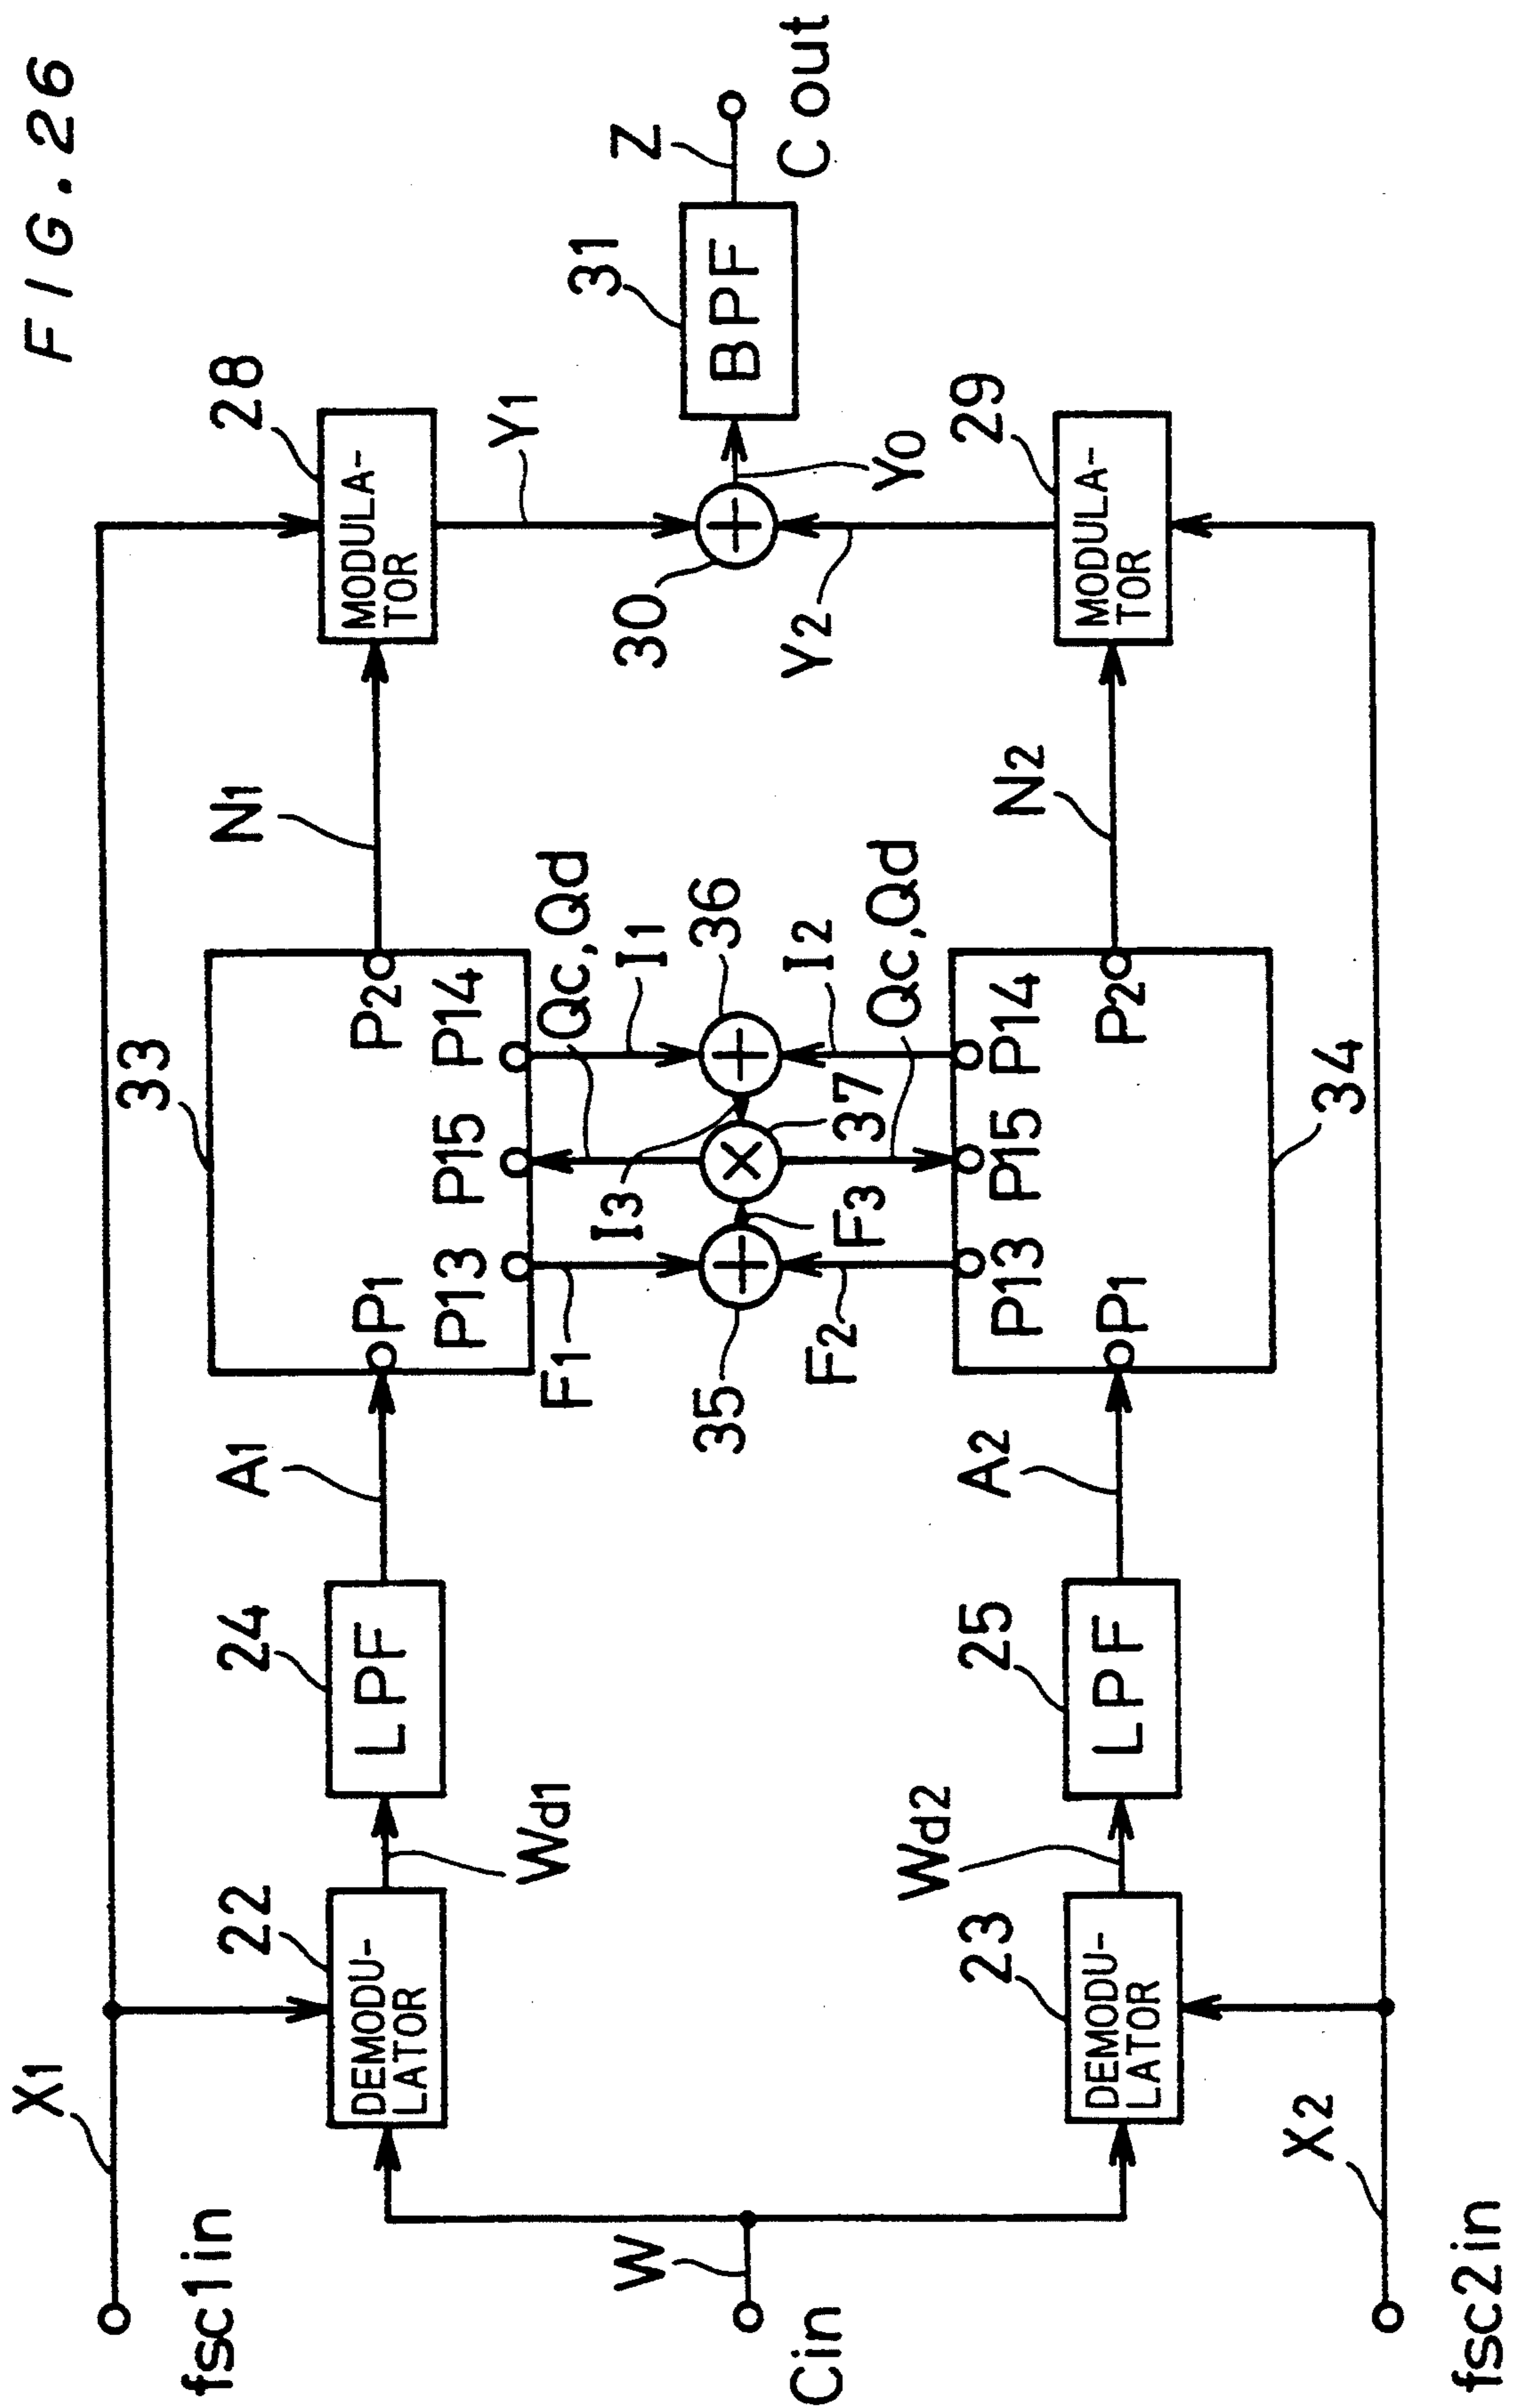 FIG. 26
X1
fsc1in
22
DEMODU-
LATOR
Wd1
24
LPF
A1
33
P1
P13
P15
P14
P2
N1
28
MODULA-
TOR
Y1
F1
Qc, Qd
I1
W
Cin
35
I3
36
37
F3
30
Y0
31
BPF
Z
C out
F2
I2
Qc, Qd
Y2
23
DEMODU-
LATOR
Wd2
25
LPF
A2
P1
P13
P15
P14
P2
34
N2
29
MODULA-
TOR
X2
fsc2in